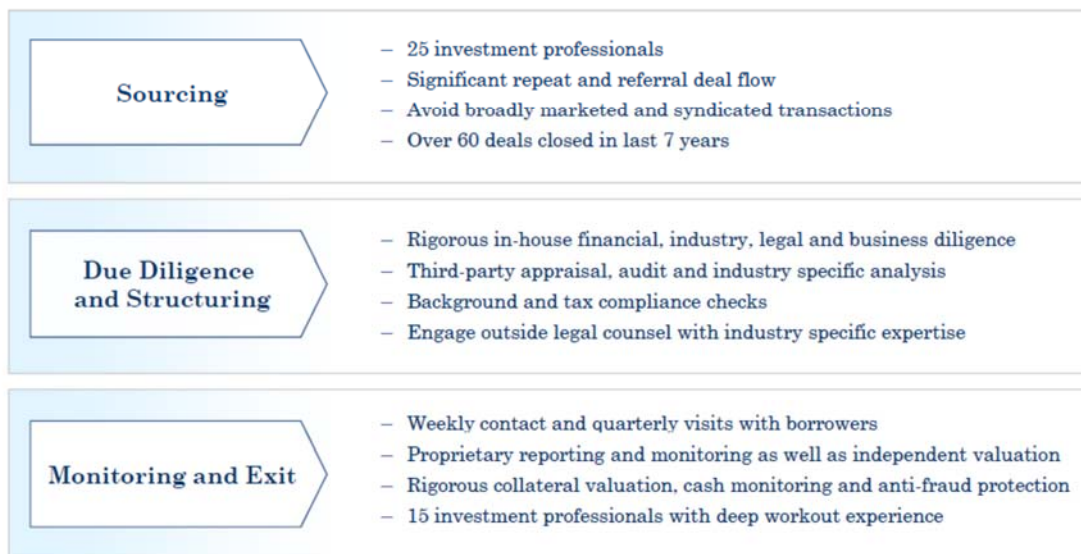 Sourcing
– 25 investment professionals
– Significant repeat and referral deal flow
– Avoid broadly marketed and syndicated transactions
– Over 60 deals closed in last 7 years
Due Diligence
and Structuring
– Rigorous in-house financial, industry, legal and business diligence
– Third-party appraisal, audit and industry specific analysis
– Background and tax compliance checks
– Engage outside legal counsel with industry specific expertise
Monitoring and Exit
– Weekly contact and quarterly visits with borrowers
– Proprietary reporting and monitoring as well as independent valuation
– Rigorous collateral valuation, cash monitoring and anti-fraud protection
– 15 investment professionals with deep workout experience